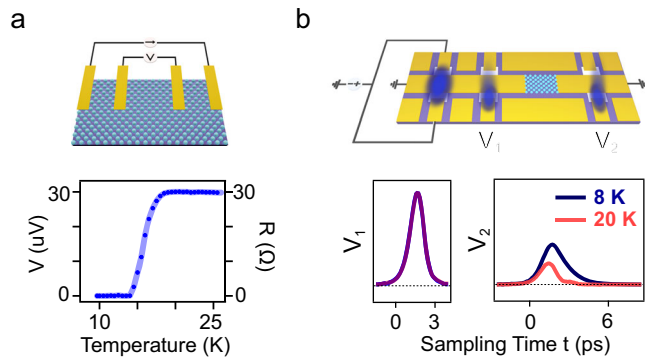 a
b
V
V₁
V₂
V (uV)
30
0
10
25
Temperature (K)
30
0
R (Ω)
V₁
0
3
V₂
8 K
20 K
0
6
Sampling Time t (ps)